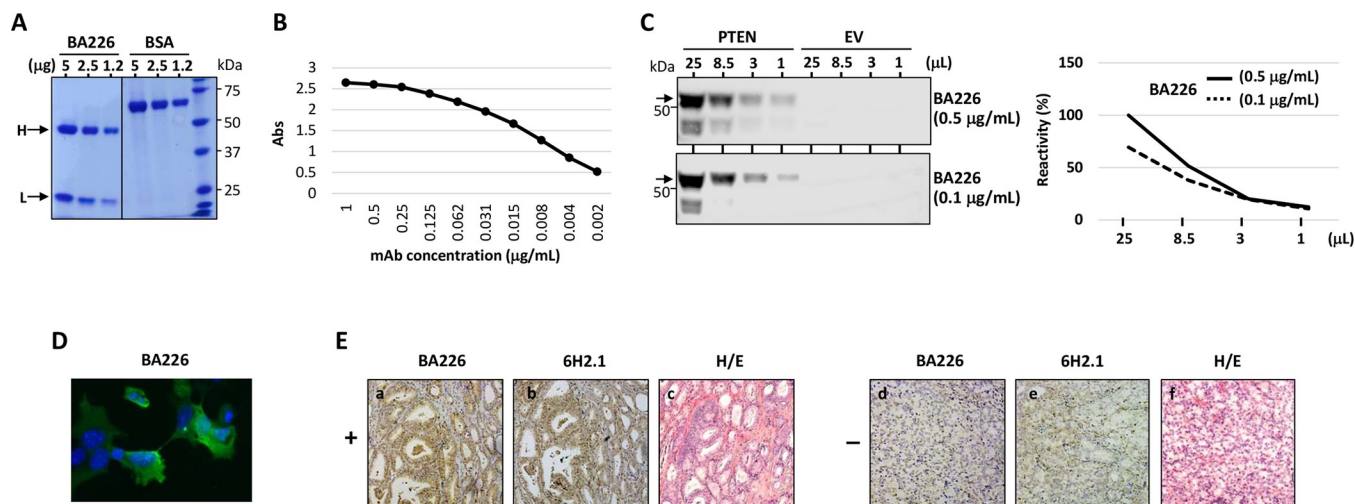 A
BA226 BSA
(μg) 5 2.5 1.2 5 2.5 1.2 kDa
75
50
37
25
H
L
B
Abs
3
2.5
2
1.5
1
0.5
0
1 0.5 0.25 0.125 0.062 0.031 0.015 0.008 0.004 0.002
mAb concentration (μg/mL)
C
PTEN EV
kDa 25 8.5 3 1 25 8.5 3 1 (μL)
50
BA226
(0.5 μg/mL)
50
BA226
(0.1 μg/mL)
Reactivity (%)
150
100
50
0
BA226
(0.5 μg/mL)
(0.1 μg/mL)
25 8.5 3 1 (μL)
D
BA226
E
BA226 6H2.1 H/E
+
a b c
BA226 6H2.1 H/E
–
d e f